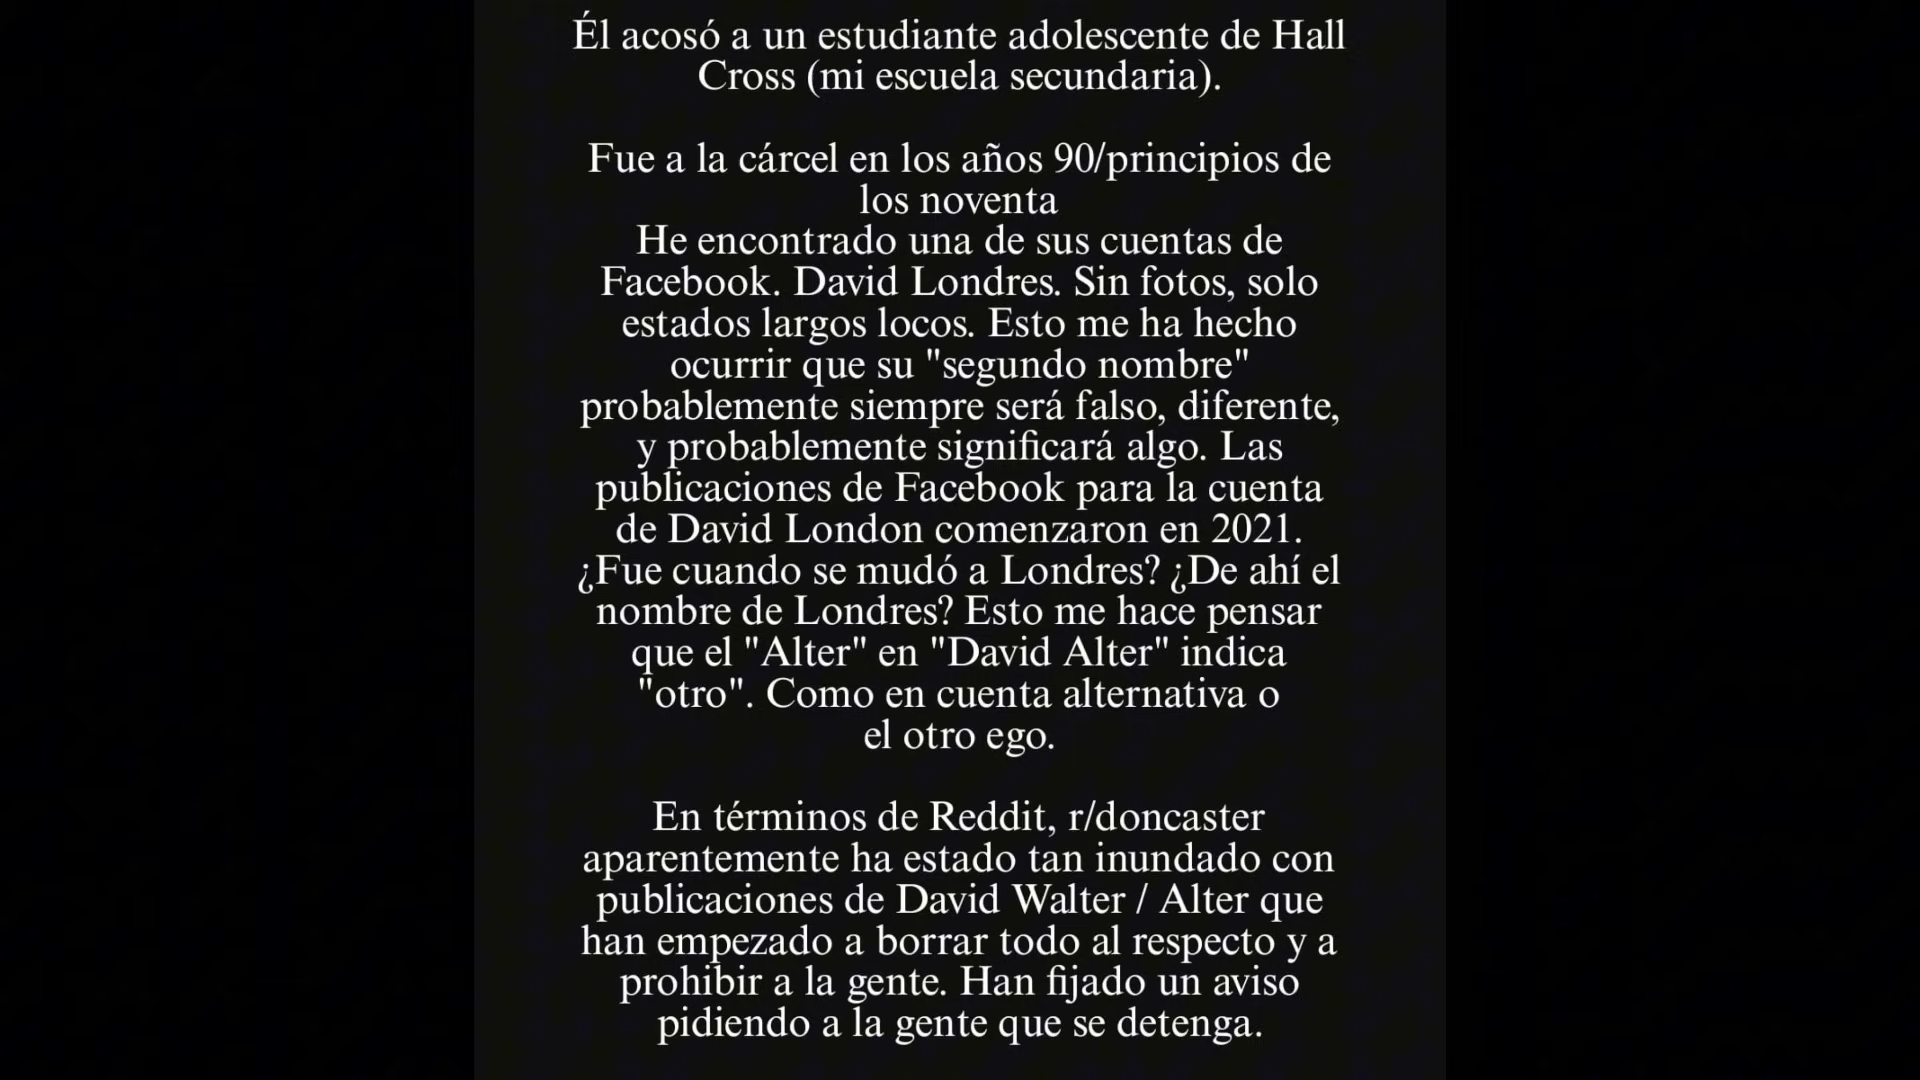 Él acosó a un estudiante adolescente de Hall
Cross (mi escuela secundaria).
Fue a la cárcel en los años 90/principios de
los noventa
He encontrado una de sus cuentas de
Facebook. David Londres. Sin fotos, solo
estados largos locos. Esto me ha hecho
ocurrir que su "segundo nombre"
probablemente siempre será falso, diferente,
y probablemente significará algo. Las
publicaciones de Facebook para la cuenta
de David London comenzaron en 2021.
¿Fue cuando se mudó a Londres? ¿De ahí el
nombre de Londres? Esto me hace pensar
que el "Alter" en "David Alter" indica
"otro". Como en cuenta alternativa o
el otro ego.
En términos de Reddit, r/doncaster
aparentemente ha estado tan inundado con
publicaciones de David Walter / Alter que
han empezado a borrar todo al respecto y a
prohibir a la gente. Han fijado un aviso
pidiendo a la gente que se detenga.